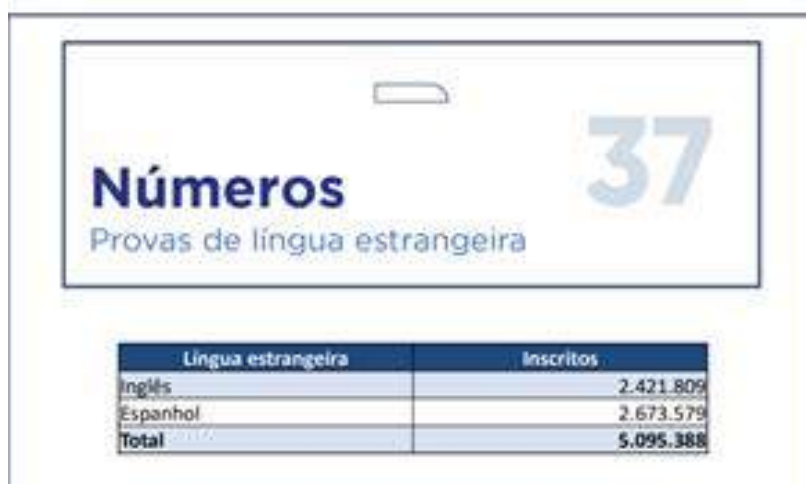 37
Números
Provas de língua estrangeira
Língua estrangeira Inscritos
Inglês 2.421.809
Espanhol 2.673.579
Total 5.095.388